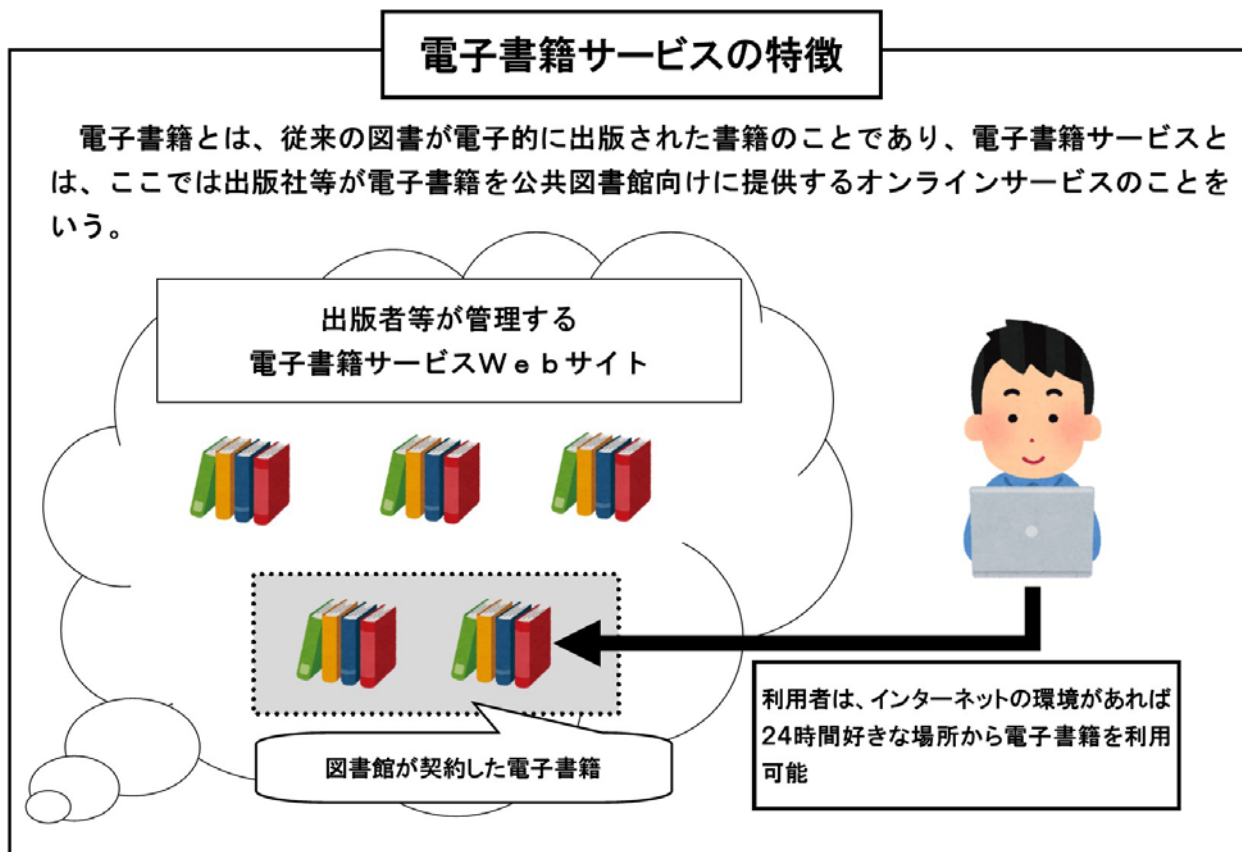 電子書籍サービスの特徴
電子書籍とは、従来の図書が電子的に出版された書籍のことであり、電子書籍サービスと
は、ここでは出版社等が電子書籍を公共図書館向けに提供するオンラインサービスのことを
いう。
出版者等が管理する
電子書籍サービスWebサイト
図書館が契約した電子書籍
利用者は、インターネットの環境があれば
24時間好きな場所から電子書籍を利用
可能